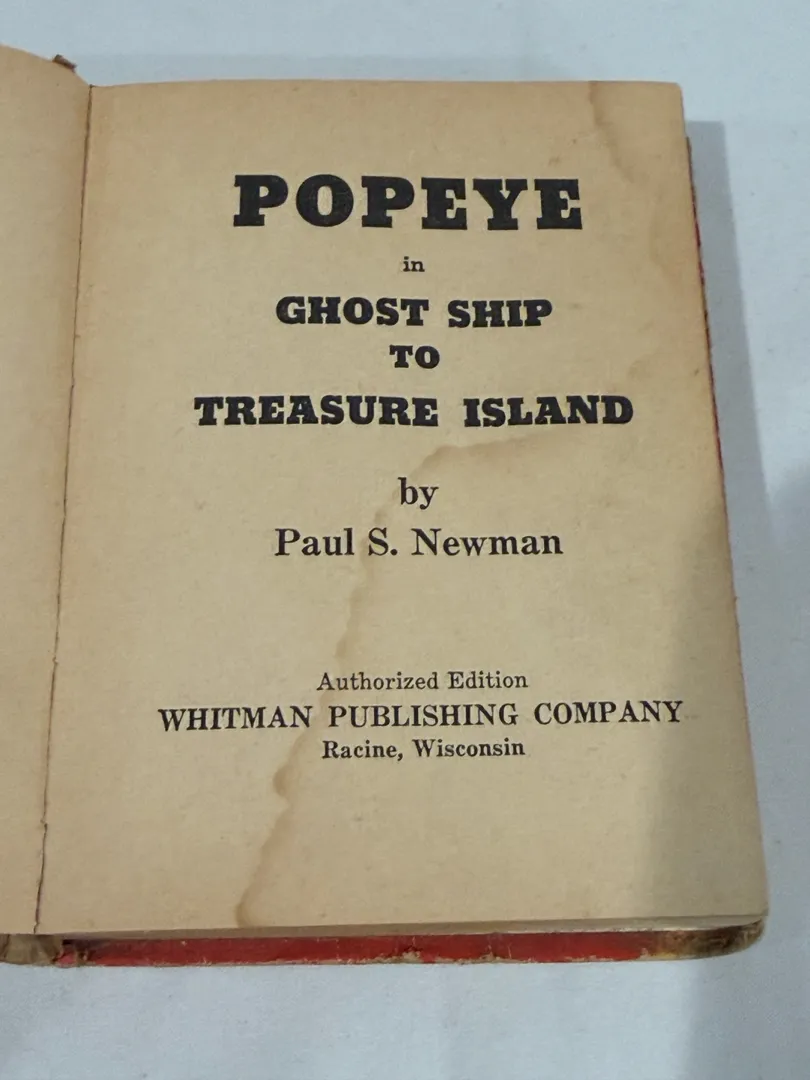 POPEYE
in
GHOST SHIP
TO
TREASURE ISLAND
by
Paul S. Newman
Authorized Edition
WHITMAN PUBLISHING COMPANY
Racine, Wisconsin